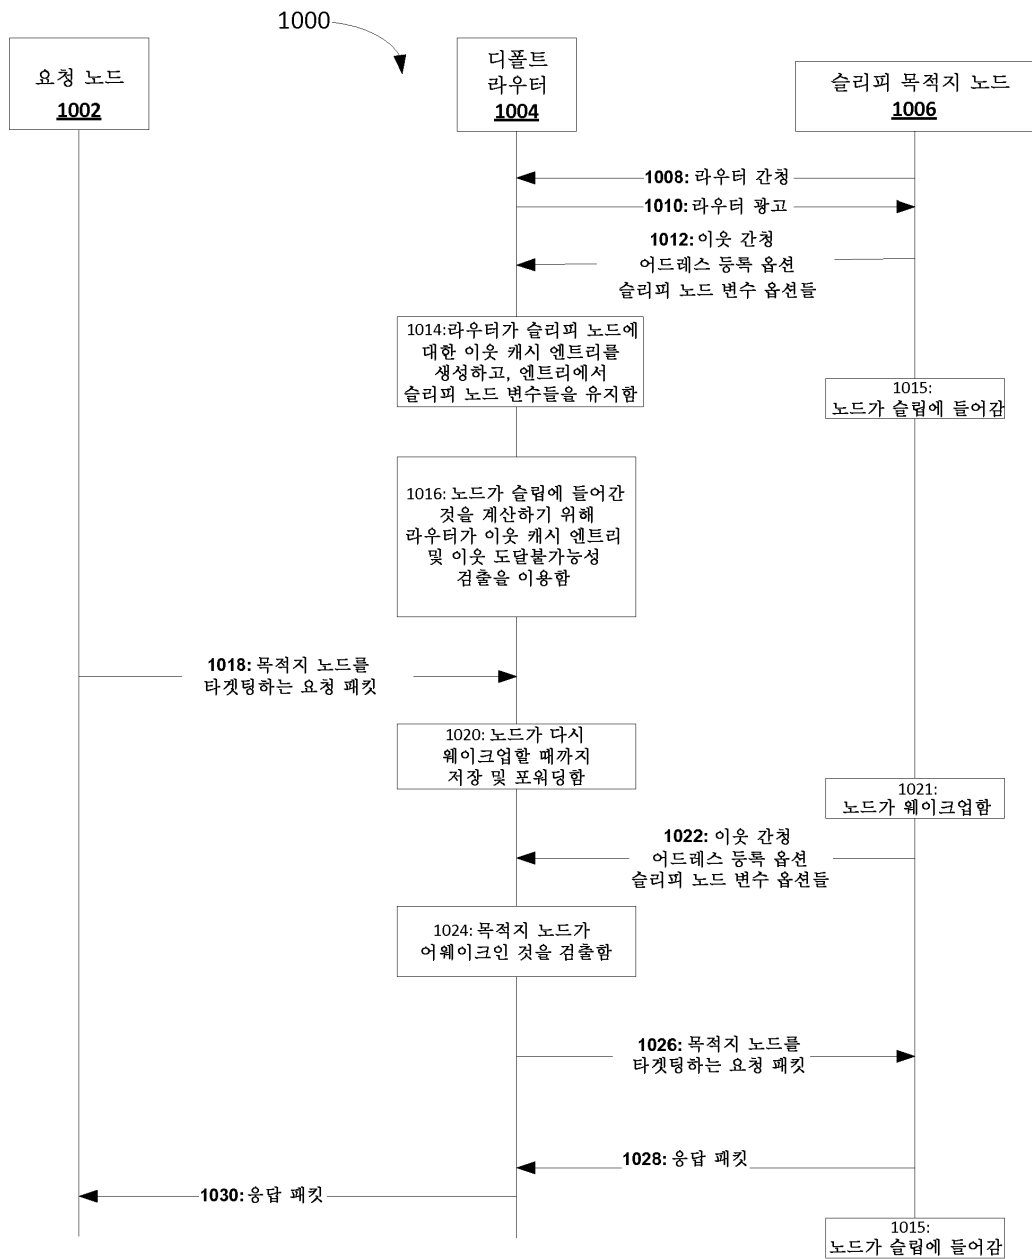 1000
요청 노드
1002
디폴트
라우터
1004
슬리피 목적지 노드
1006
1008: 라우터 간청
1010: 라우터 광고
1012: 이웃 간청
어드레스 등록 옵션
슬리피 노드 변수 옵션들
1014:라우터가 슬리피 노드에
대한 이웃 캐시 엔트리를
생성하고, 엔트리에서
슬리피 노드 변수들을 유지함
1015:
노드가 슬립에 들어감
1016: 노드가 슬립에 들어간
것을 계산하기 위해
라우터가 이웃 캐시 엔트리
및 이웃 도달불가능성
검출을 이용함
1018: 목적지 노드를
타겟팅하는 요청 패킷
1020: 노드가 다시
웨이크업할 때까지
저장 및 포워딩함
1021:
노드가 웨이크업함
1022: 이웃 간청
어드레스 등록 옵션
슬리피 노드 변수 옵션들
1024: 목적지 노드가
어웨이크인 것을 검출함
1026: 목적지 노드를
타겟팅하는 요청 패킷
1028: 응답 패킷
1030: 응답 패킷
1015:
노드가 슬립에 들어감